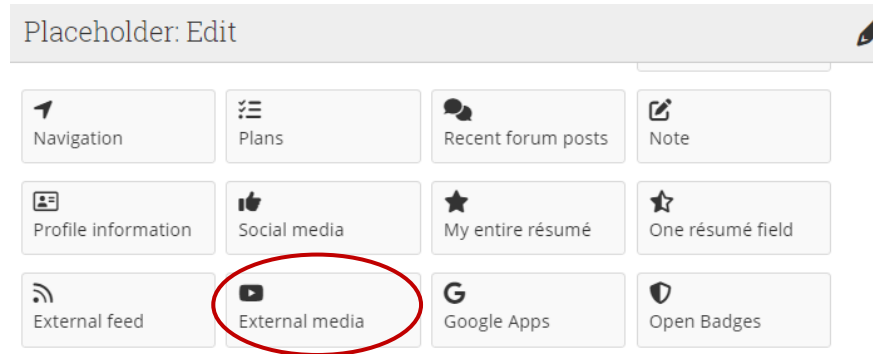 Placeholder: Edit
Navigation
Plans
Recent forum posts
Note
Profile information
Social media
My entire résumé
One résumé field
External feed
External media
Google Apps
Open Badges